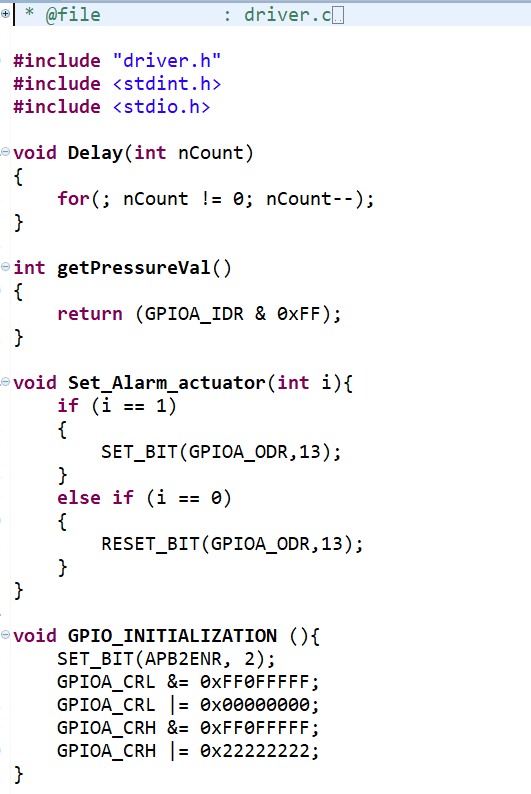 * @file           : driver.c
#include "driver.h"
#include <stdint.h>
#include <stdio.h>
void Delay(int nCount)
{
    for(; nCount != 0; nCount--);
}
int getPressureVal()
{
    return (GPIOA_IDR & 0xFF);
}
void Set_Alarm_actuator(int i){
    if (i == 1)
    {
        SET_BIT(GPIOA_ODR,13);
    }
    else if (i == 0)
    {
        RESET_BIT(GPIOA_ODR,13);
    }
}
void GPIO_INITIALIZATION (){
    SET_BIT(APB2ENR, 2);
    GPIOA_CRL &= 0xFF0FFFFF;
    GPIOA_CRL |= 0x00000000;
    GPIOA_CRH &= 0xFF0FFFFF;
    GPIOA_CRH |= 0x22222222;
}